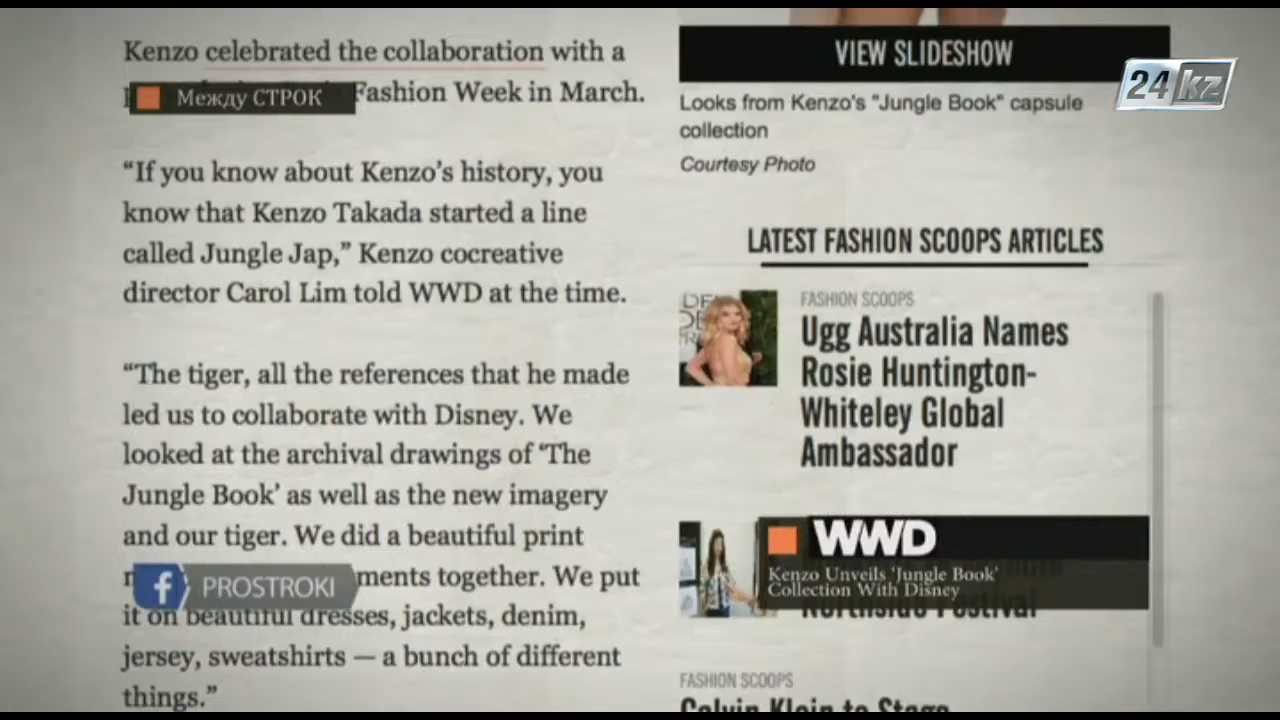 Kenzo celebrated the collaboration with a
Fashion Week in March.
Между СТРОК
“If you know about Kenzo’s history, you
know that Kenzo Takada started a line
called Jungle Jap,” Kenzo cocreative
director Carol Lim told WWD at the time.
“The tiger, all the references that he made
led us to collaborate with Disney. We
looked at the archival drawings of ‘The
Jungle Book’ as well as the new imagery
and our tiger. We did a beautiful print
ments together. We put
PROSTROKI
it on beautiful dresses, jackets, denim,
jersey, sweatshirts — a bunch of different
things.”
VIEW SLIDESHOW
24 kz
Looks from Kenzo's "Jungle Book" capsule
collection
Courtesy Photo
LATEST FASHION SCOOPS ARTICLES
FASHION SCOOPS
Ugg Australia Names
Rosie Huntington-
Whiteley Global
Ambassador
WWD
Kenzo Unveils 'Jungle Book'
Collection With Disney
Northside Festival
FASHION SCOOPS
Calvin Klein to Stage